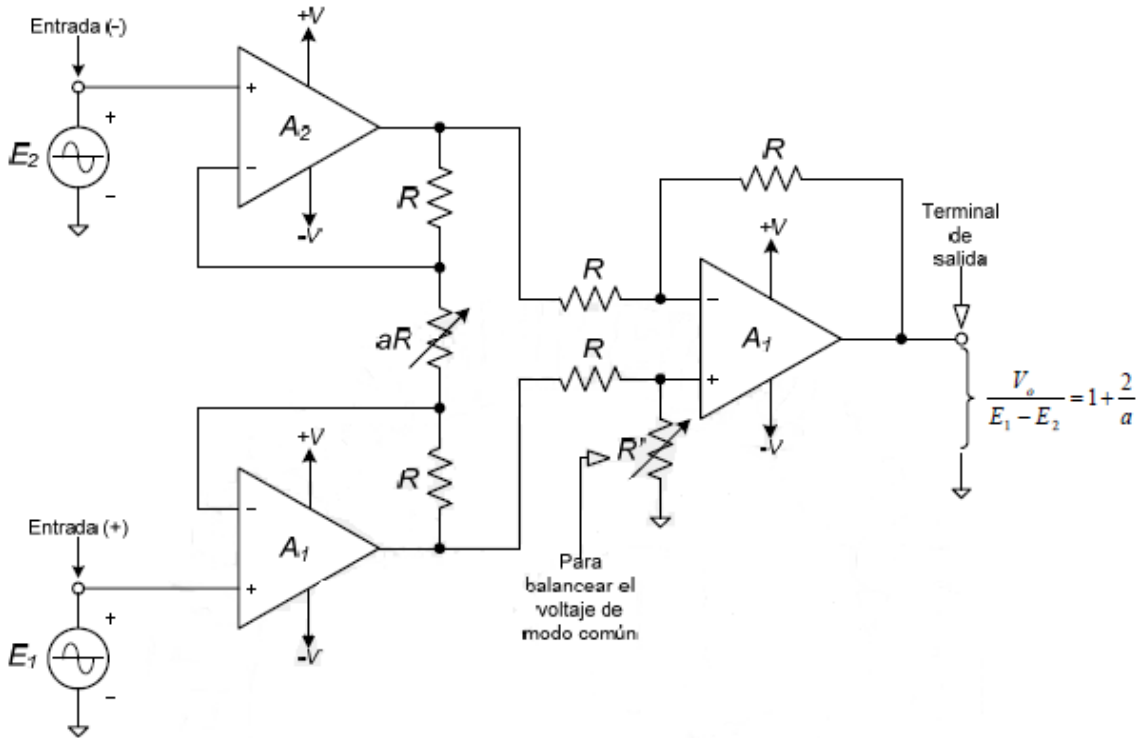 Entrada (-)
+V
+
A2
-
-V
+
E2
-
R
aR
R
+V
-
A1
+
-V
Entrada (+)
+
E1
-
R
R
R
+V
-
A1
+
-V
R'
Para
balancear el
voltaje de
modo común
Terminal
de
salida
Vo / (E1 − E2) = 1 + 2/a